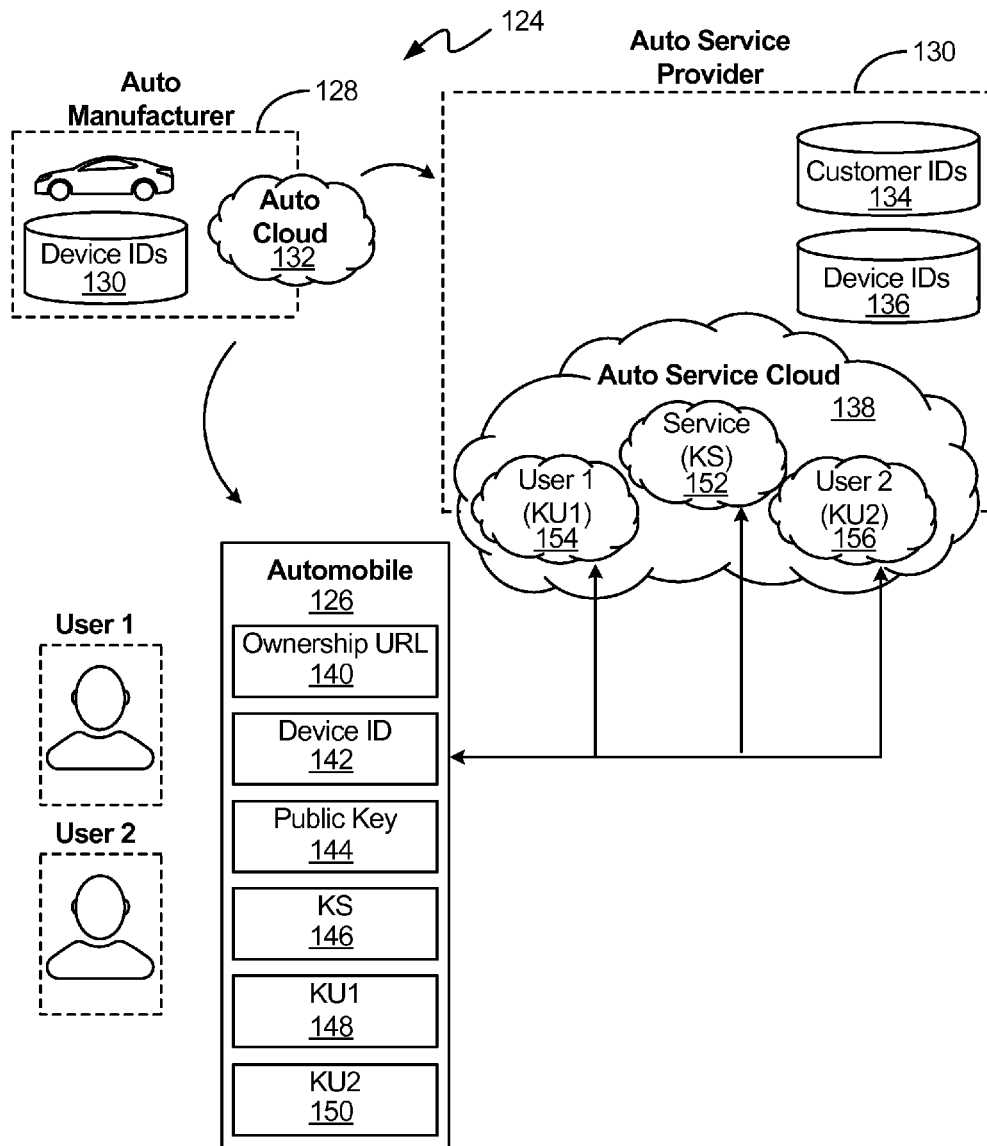 124
Auto
Manufacturer
128
Device IDs
130
Auto
Cloud
132
Auto Service
Provider
130
Customer IDs
134
Device IDs
136
Auto Service Cloud
138
Service
(KS)
152
User 1
(KU1)
154
User 2
(KU2)
156
User 1
User 2
Automobile
126
Ownership URL
140
Device ID
142
Public Key
144
KS
146
KU1
148
KU2
150